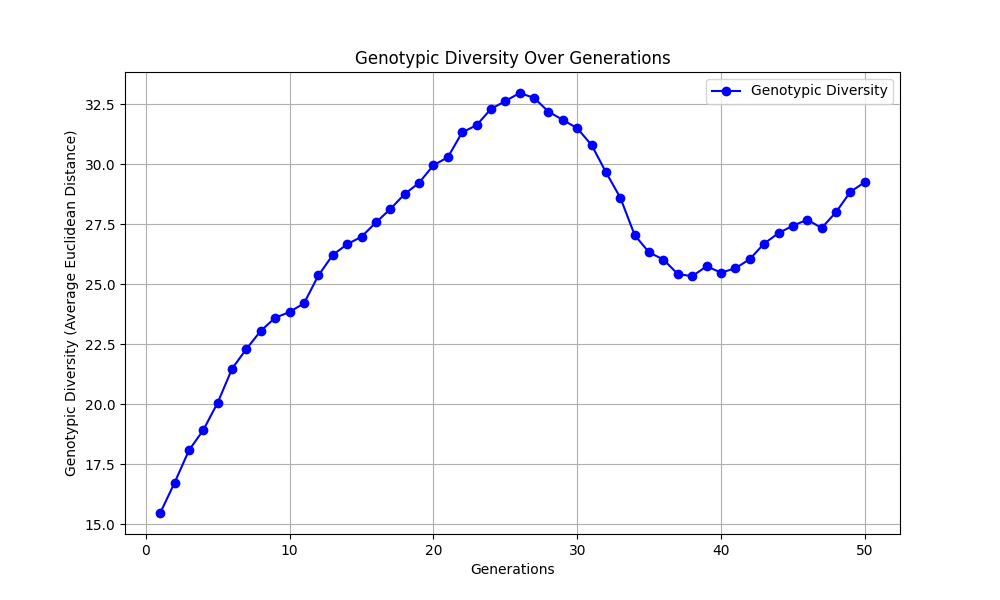 Genotypic Diversity Over Generations
Genotypic Diversity
Genotypic Diversity (Average Euclidean Distance)
32.5
30.0
27.5
25.0
22.5
20.0
17.5
15.0
0 10 20 30 40 50
Generations